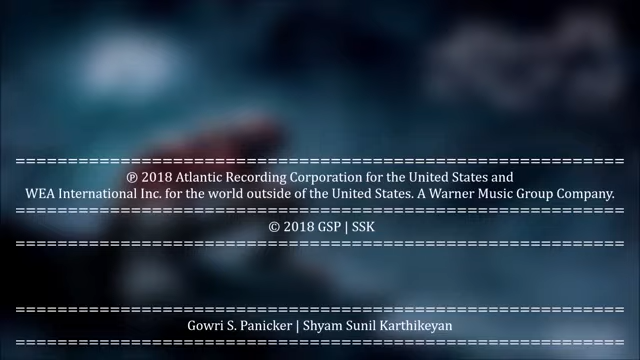 ==========================================================
℗ 2018 Atlantic Recording Corporation for the United States and
WEA International Inc. for the world outside of the United States. A Warner Music Group Company.
==========================================================
© 2018 GSP | SSK
==========================================================
==========================================================
Gowri S. Panicker | Shyam Sunil Karthikeyan
==========================================================